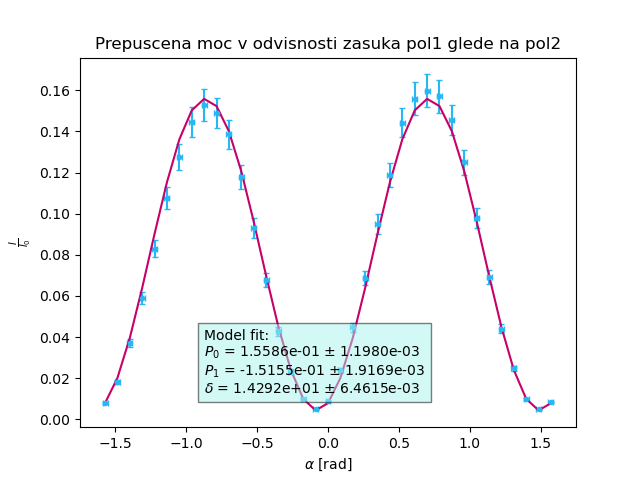 Prepuscena moc v odvisnosti zasuka pol1 glede na pol2
0.16
0.14
0.12
0.10
0.08
0.06
0.04
0.02
0.00
I/I₀
Model fit:
P₀ = 1.5586e-01 ± 1.1980e-03
P₁ = -1.5155e-01 ± 1.9169e-03
δ = 1.4292e+01 ± 6.4615e-03
−1.5 −1.0 −0.5 0.0 0.5 1.0 1.5
α [rad]